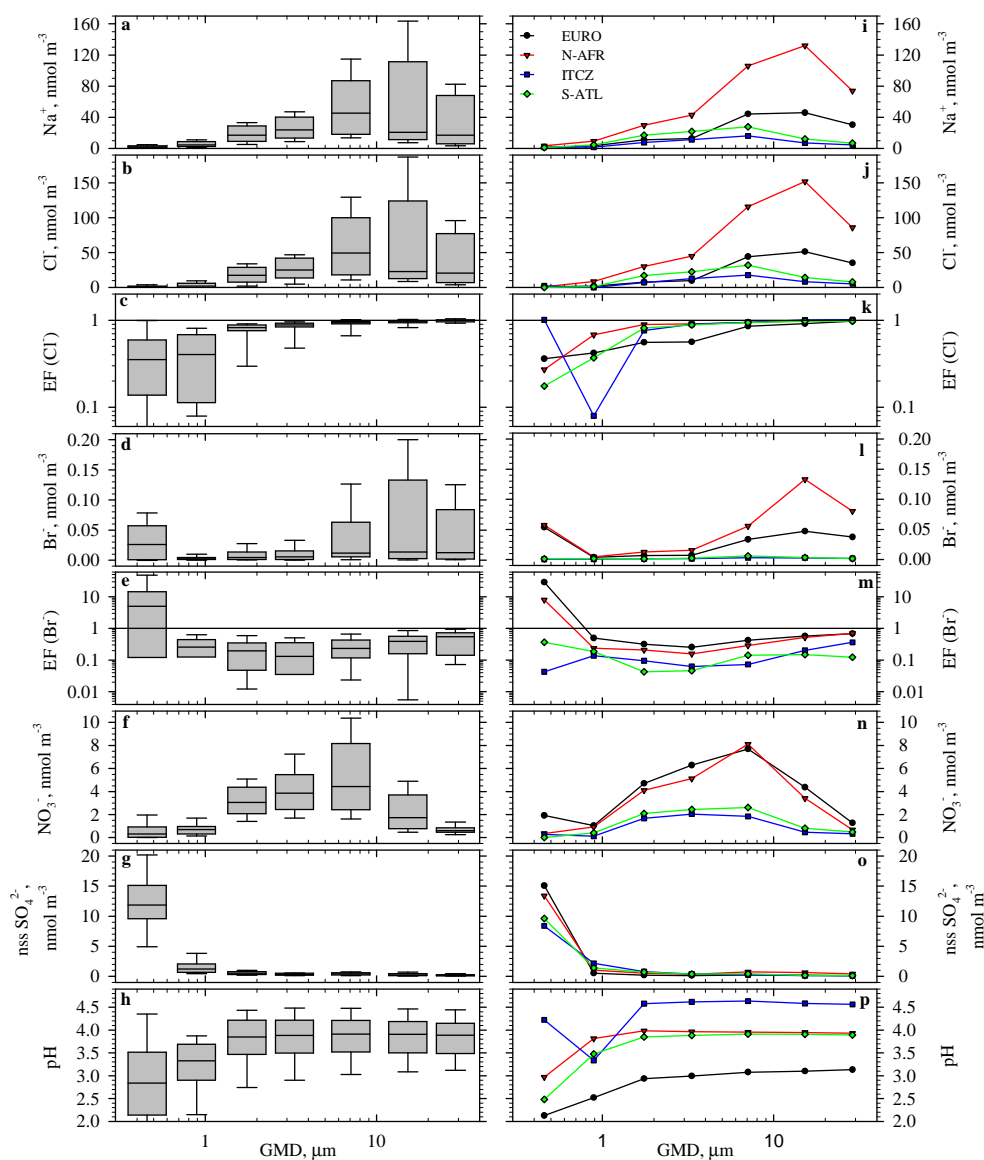 a
160
120
80
40
0
Na⁺, nmol m⁻³
i
EURO
N-AFR
ITCZ
S-ATL
160
120
80
40
0
Na⁺, nmol m⁻³
b
150
100
50
0
Cl⁻, nmol m⁻³
j
150
100
50
0
Cl⁻, nmol m⁻³
c
1
0.1
EF (Cl⁻)
k
1
0.1
EF (Cl⁻)
d
0.20
0.15
0.10
0.05
0.00
Br⁻, nmol m⁻³
l
0.20
0.15
0.10
0.05
0.00
Br⁻, nmol m⁻³
e
10
1
0.1
0.01
EF (Br⁻)
m
10
1
0.1
0.01
EF (Br⁻)
f
10
8
6
4
2
0
NO₃⁻, nmol m⁻³
n
10
8
6
4
2
0
NO₃⁻, nmol m⁻³
g
20
15
10
5
0
nss SO₄²⁻,
nmol m⁻³
o
20
15
10
5
0
nss SO₄²⁻,
nmol m⁻³
h
4.5
4.0
3.5
3.0
2.5
2.0
pH
p
4.5
4.0
3.5
3.0
2.5
2.0
pH
1 10
GMD, μm
1 10
GMD, μm